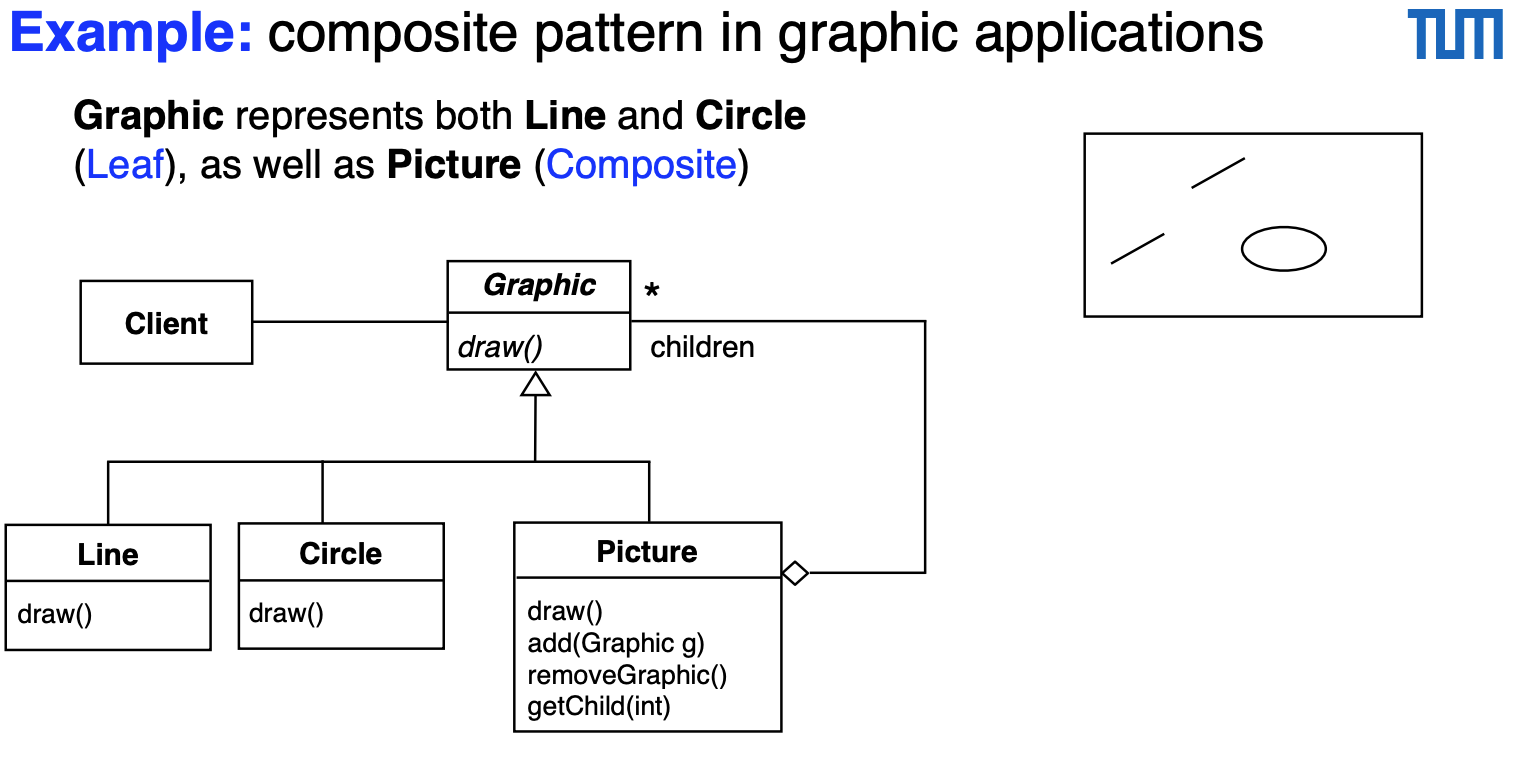 Example: composite pattern in graphic applications
TUM
Graphic represents both Line and Circle
(Leaf), as well as Picture (Composite)
Client
Graphic
draw()
*
children
Line
draw()
Circle
draw()
Picture
draw()
add(Graphic g)
removeGraphic()
getChild(int)